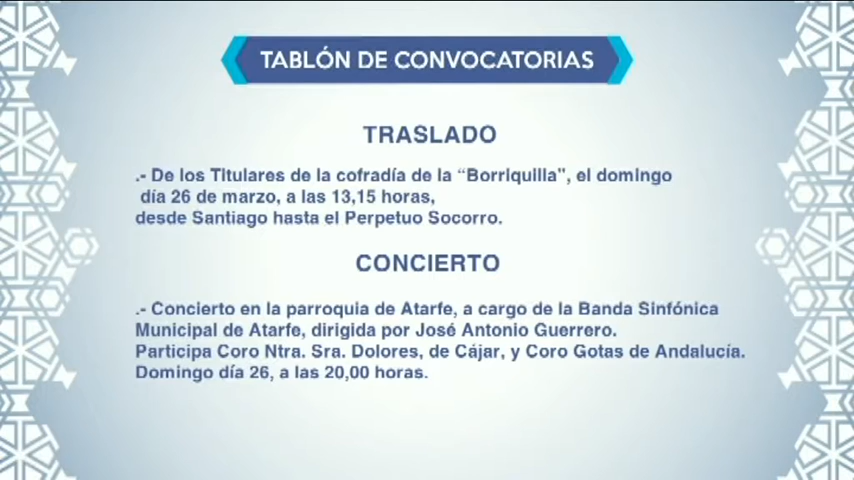 TABLÓN DE CONVOCATORIAS
TRASLADO
.- De los Titulares de la cofradía de la “Borriquilla", el domingo
día 26 de marzo, a las 13,15 horas,
desde Santiago hasta el Perpetuo Socorro.
CONCIERTO
.- Concierto en la parroquia de Atarfe, a cargo de la Banda Sinfónica
Municipal de Atarfe, dirigida por José Antonio Guerrero.
Participa Coro Ntra. Sra. Dolores, de Cájar, y Coro Gotas de Andalucía.
Domingo día 26, a las 20,00 horas.